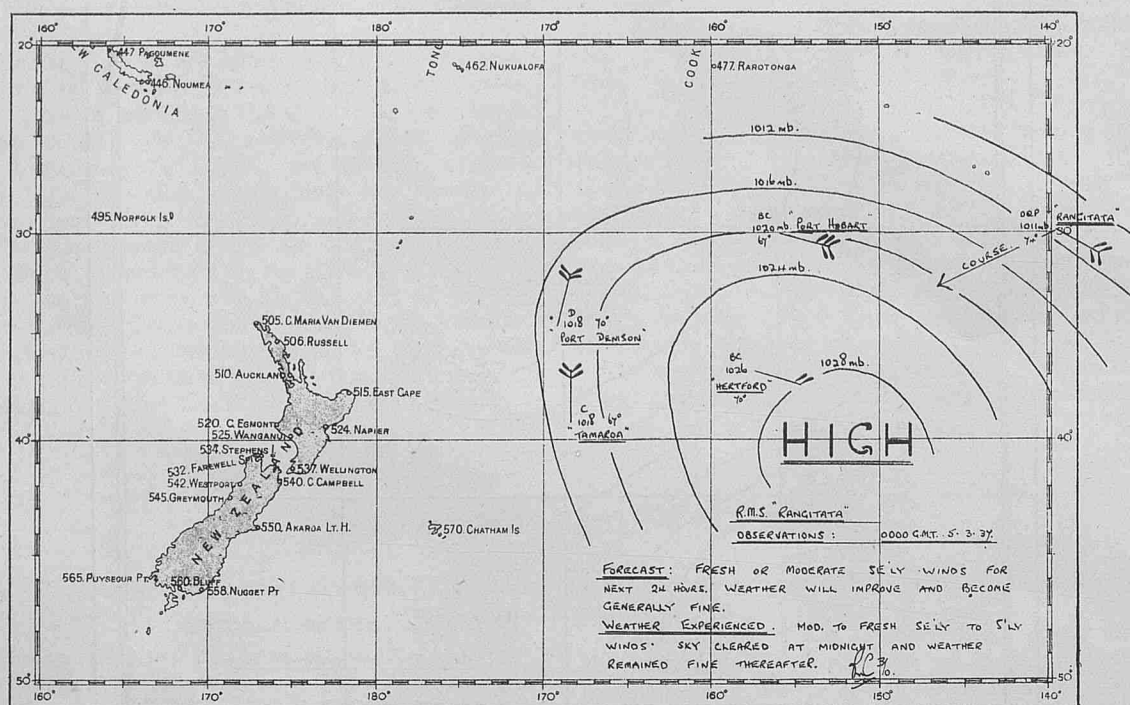 160° 170° 180° 170° 160° 150° 140°
20° 20°
NEW CALEDONIA
447. PAGOUMENE
446. NOUMEA
TONG
462. NUKUALOFA
COOK
477. RAROTONGA
1012 mb.
1016 mb.
495. NORFOLK Is.
BC
1020 mb. "PORT HOBART"
67°
ORP "RANGITATA"
1011 mb
74°
30° 30°
COURSE.
1024 mb.
505. C. MARIA VAN DIEMEN
506. RUSSELL
D
1018 70°
"PORT DENISON"
510. AUCKLAND
515. EAST CAPE
BC
1026
"HERTFORD"
70°
1028 mb.
C
1018 67°
"TAMAROA"
520. C. EGMONT
525. WANGANUI
524. NAPIER
534. STEPHENS
40° 40°
HIGH
532. FAREWELL SP.
537. WELLINGTON
542. WESTPORT
540. C. CAMPBELL
545. GREYMOUTH
NEW ZEALAND
550. AKAROA LT. H.
570. CHATHAM Is
565. PUYSEGUR PT.
560. BLUFF
558. NUGGET PT
R.M.S. "RANGITATA"
OBSERVATIONS : 0000 G.M.T. 5. 3. 37.
FORECAST : FRESH OR MODERATE SE'LY WINDS FOR
NEXT 24 HOURS. WEATHER WILL IMPROVE AND BECOME
GENERALLY FINE.
WEATHER EXPERIENCED. MOD. TO FRESH SE'LY TO S'LY
WINDS. SKY CLEARED AT MIDNIGHT AND WEATHER
REMAINED FINE THEREAFTER.
3/o.
50° 50°
160° 170° 180° 170° 160° 150° 140°